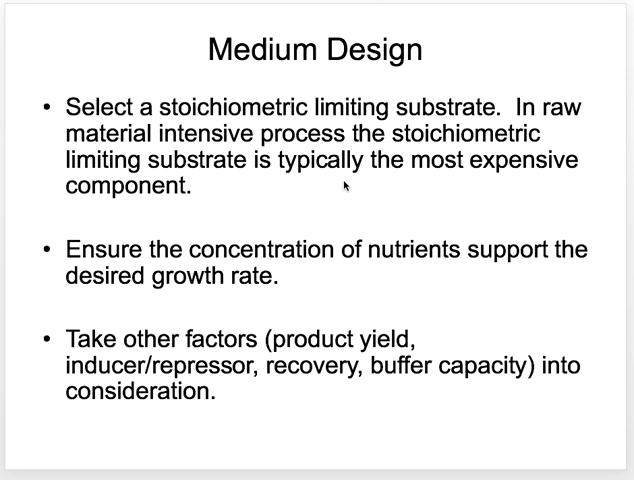 Medium Design
• Select a stoichiometric limiting substrate.  In raw
material intensive process the stoichiometric
limiting substrate is typically the most expensive
component.
• Ensure the concentration of nutrients support the
desired growth rate.
• Take other factors (product yield,
inducer/repressor, recovery, buffer capacity) into
consideration.